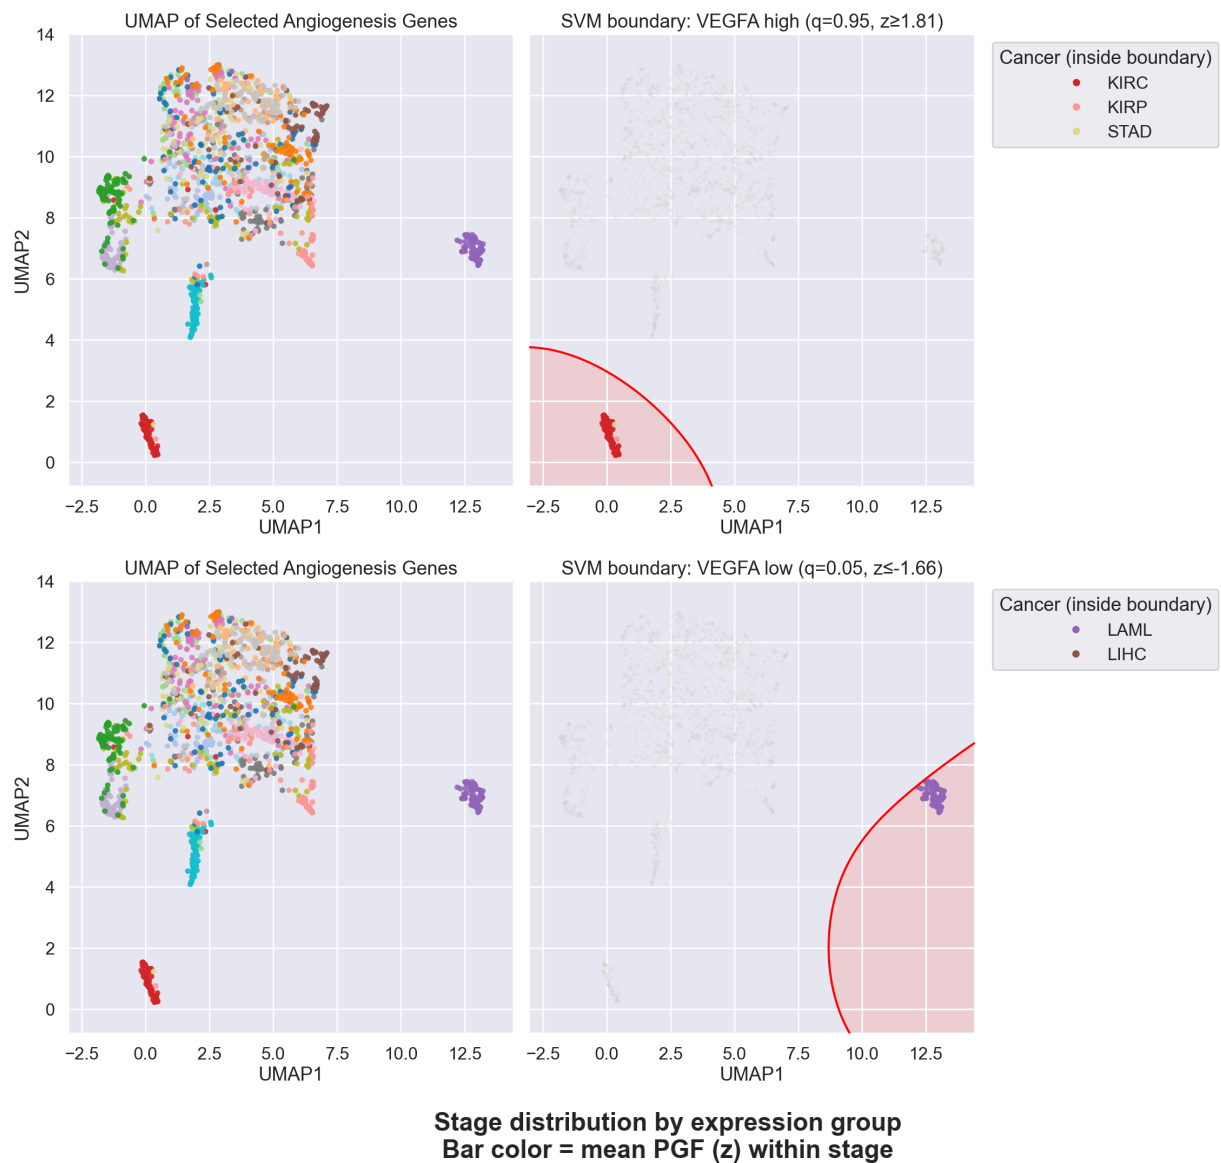 UMAP of Selected Angiogenesis Genes
SVM boundary: VEGFA high (q=0.95, z≥1.81)
14
12
10
8
6
4
2
0
UMAP2
−2.5 0.0 2.5 5.0 7.5 10.0 12.5
UMAP1
−2.5 0.0 2.5 5.0 7.5 10.0 12.5
UMAP1
Cancer (inside boundary)
KIRC
KIRP
STAD
UMAP of Selected Angiogenesis Genes
SVM boundary: VEGFA low (q=0.05, z≤-1.66)
14
12
10
8
6
4
2
0
UMAP2
−2.5 0.0 2.5 5.0 7.5 10.0 12.5
UMAP1
−2.5 0.0 2.5 5.0 7.5 10.0 12.5
UMAP1
Cancer (inside boundary)
LAML
LIHC
Stage distribution by expression group
Bar color = mean PGF (z) within stage